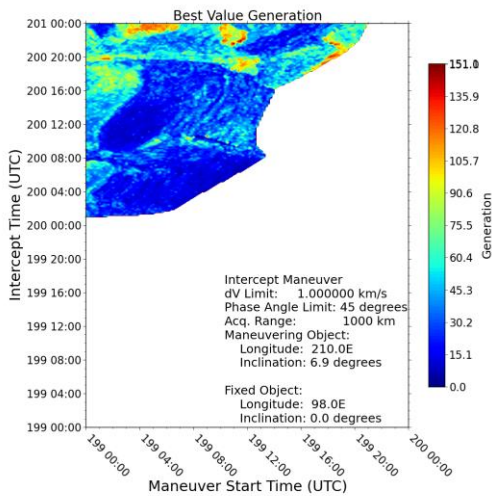 Best Value Generation
201 00:00
200 20:00
200 16:00
200 12:00
200 08:00
200 04:00
200 00:00
199 20:00
199 16:00
199 12:00
199 08:00
199 04:00
199 00:00
Intercept Time (UTC)
Intercept Maneuver
dV Limit: 1.000000 km/s
Phase Angle Limit: 45 degrees
Acq. Range: 1000 km
Maneuvering Object:
Longitude: 210.0E
Inclination: 6.9 degrees
Fixed Object:
Longitude: 98.0E
Inclination: 0.0 degrees
199 00:00
199 04:00
199 08:00
199 12:00
199 16:00
199 20:00
200 00:00
Maneuver Start Time (UTC)
135.9
120.8
105.7
90.6
75.5
60.4
45.3
30.2
15.1
0.0
Generation